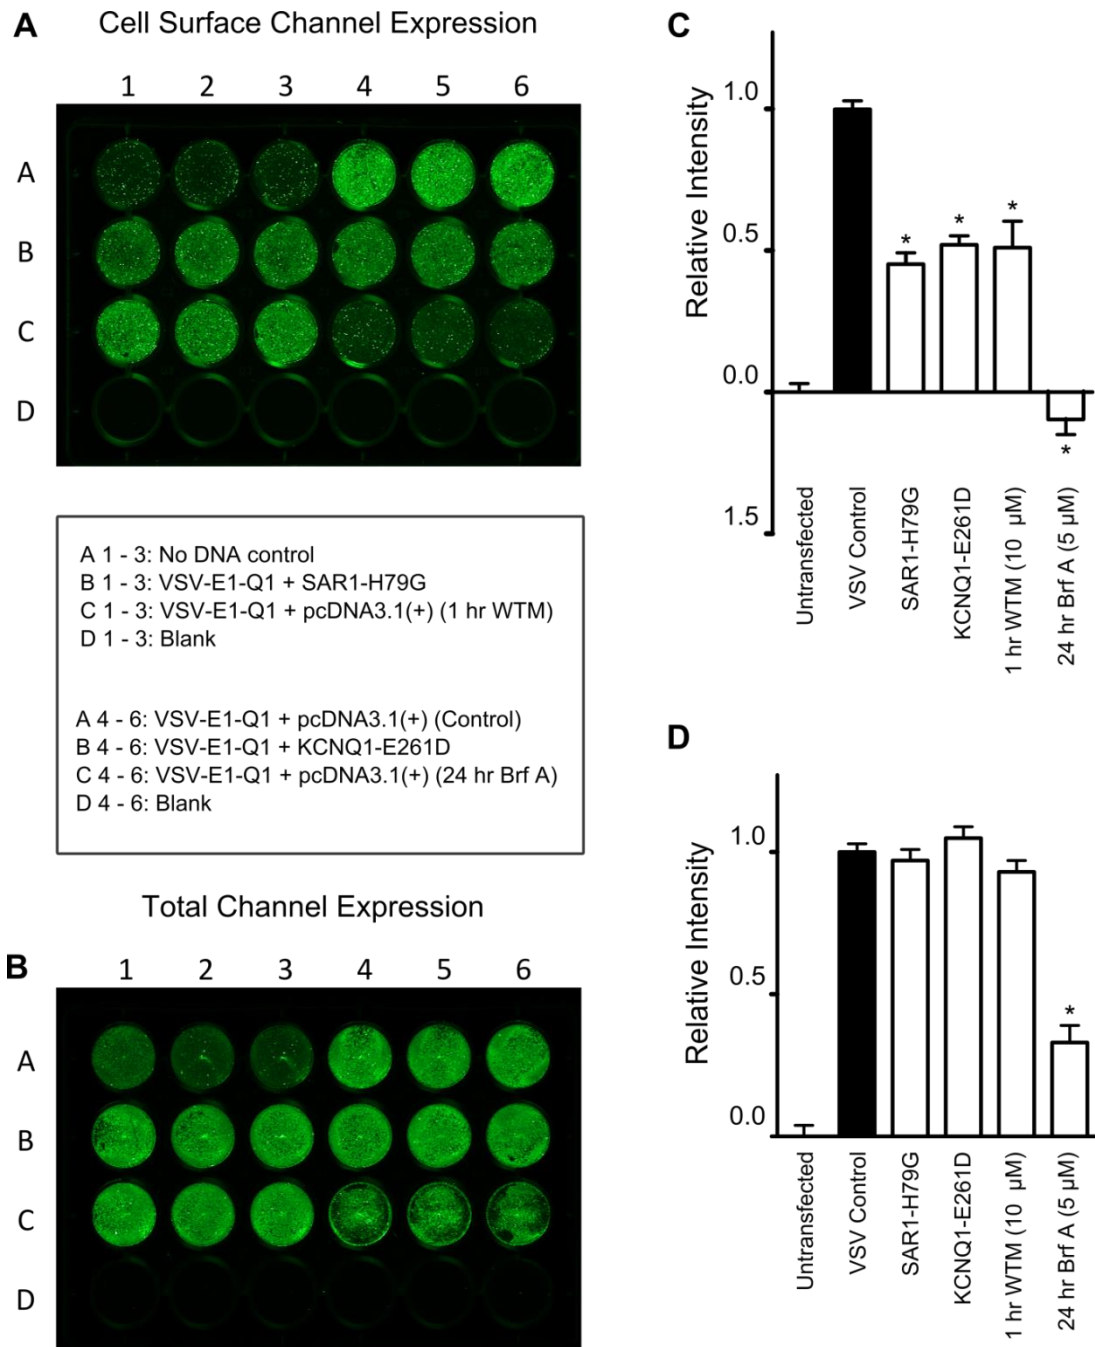 A
Cell Surface Channel Expression
1 2 3 4 5 6
A
B
C
D
A 1 - 3: No DNA control
B 1 - 3: VSV-E1-Q1 + SAR1-H79G
C 1 - 3: VSV-E1-Q1 + pcDNA3.1(+) (1 hr WTM)
D 1 - 3: Blank
A 4 - 6: VSV-E1-Q1 + pcDNA3.1(+) (Control)
B 4 - 6: VSV-E1-Q1 + KCNQ1-E261D
C 4 - 6: VSV-E1-Q1 + pcDNA3.1(+) (24 hr Brf A)
D 4 - 6: Blank
Total Channel Expression
B
1 2 3 4 5 6
A
B
C
D
C
Relative Intensity
1.0
0.5
0.0
1.5
* * * *
Untransfected
VSV Control
SAR1-H79G
KCNQ1-E261D
1 hr WTM (10 µM)
24 hr Brf A (5 µM)
D
Relative Intensity
1.0
0.5
0.0
*
Untransfected
VSV Control
SAR1-H79G
KCNQ1-E261D
1 hr WTM (10 µM)
24 hr Brf A (5 µM)